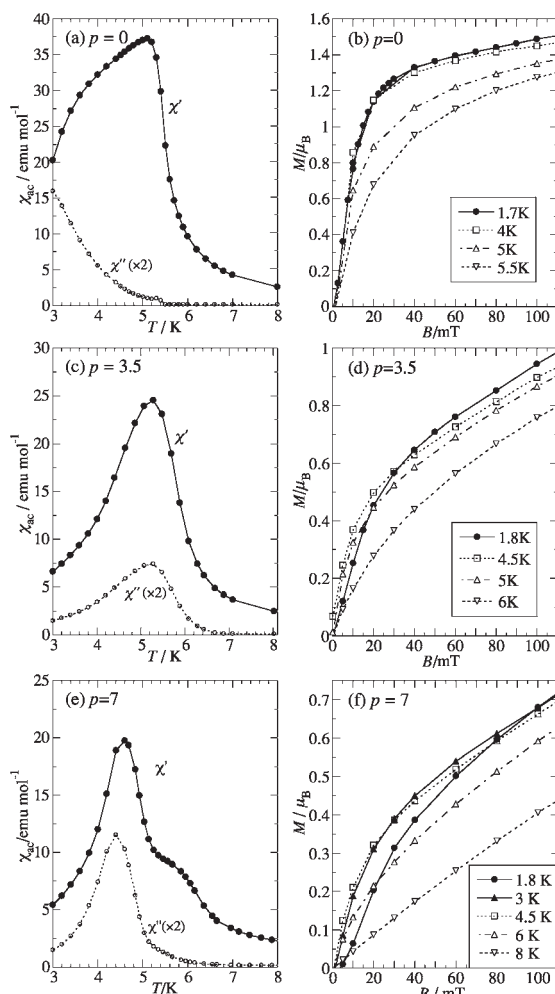 (a) p = 0
40
35
30
25
20
15
10
5
0
χac / emu mol⁻¹
χ′
χ″ (×2)
3 4 5 6 7 8
T / K
(b) p=0
1.6
1.4
1.2
1
0.8
0.6
0.4
0.2
0
M/μB
1.7K
4K
5K
5.5K
0 20 40 60 80 100
B/mT
(c) p = 3.5
30
25
20
15
10
5
0
χac / emu mol⁻¹
χ′
χ″ (×2)
3 4 5 6 7 8
T / K
(d) p=3.5
1
0.8
0.6
0.4
0.2
0
M/μB
1.8K
4.5K
5K
6K
0 20 40 60 80 100
B/mT
(e) p=7
25
20
15
10
5
0
χac/emu mol⁻¹
χ′
χ″(×2)
3 4 5 6 7 8
T/K
(f) p = 7
0.7
0.6
0.5
0.4
0.3
0.2
0.1
0
M / μB
1.8 K
3 K
4.5 K
6 K
8 K
0 20 40 60 80 100
B / mT